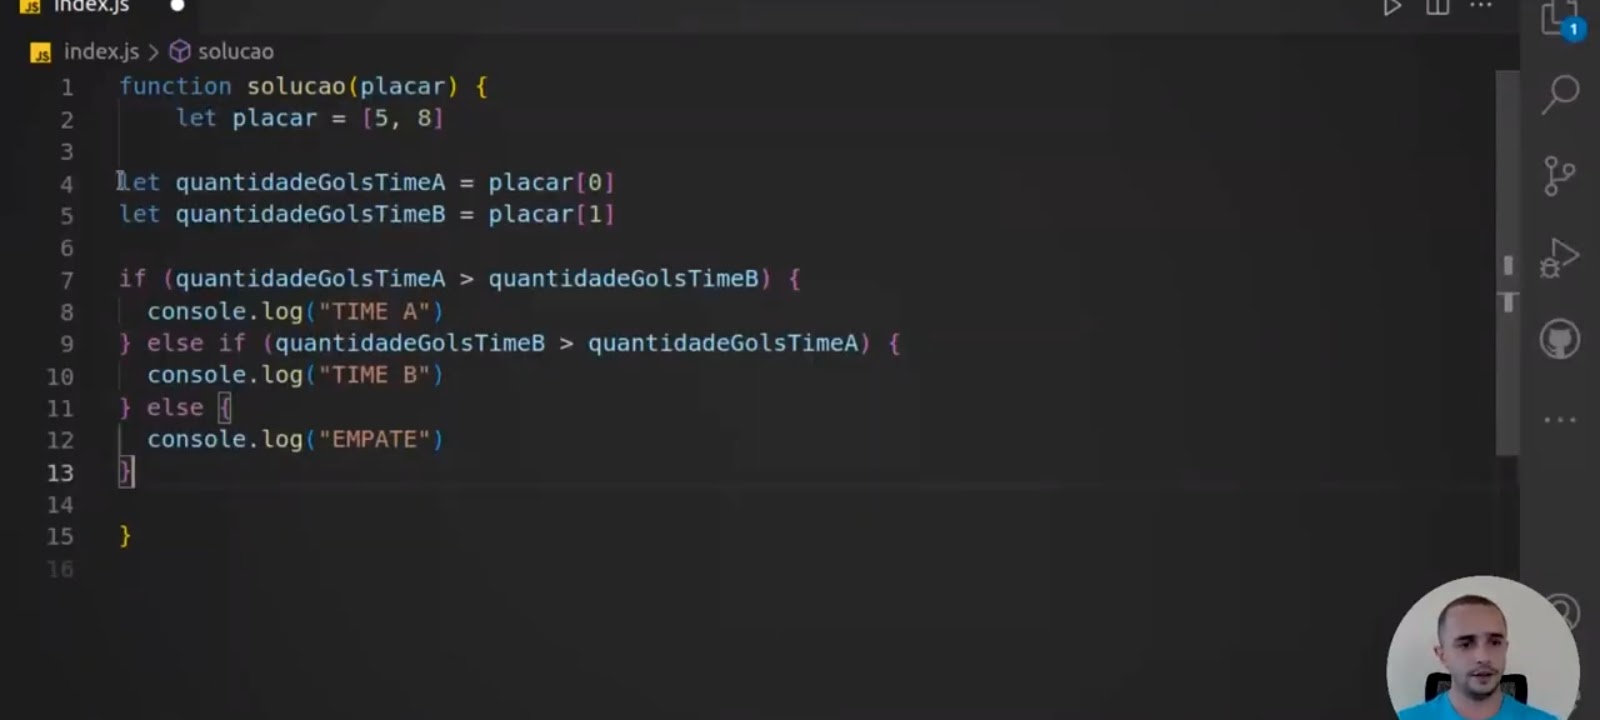 JS index.js
JS index.js > solucao
1
1 function solucao(placar) {
2 let placar = [5, 8]
3
4 let quantidadeGolsTimeA = placar[0]
5 let quantidadeGolsTimeB = placar[1]
6
7 if (quantidadeGolsTimeA > quantidadeGolsTimeB) {
8 console.log("TIME A")
9 } else if (quantidadeGolsTimeB > quantidadeGolsTimeA) {
10 console.log("TIME B")
11 } else {
12 console.log("EMPATE")
13 }
14
15 }
16